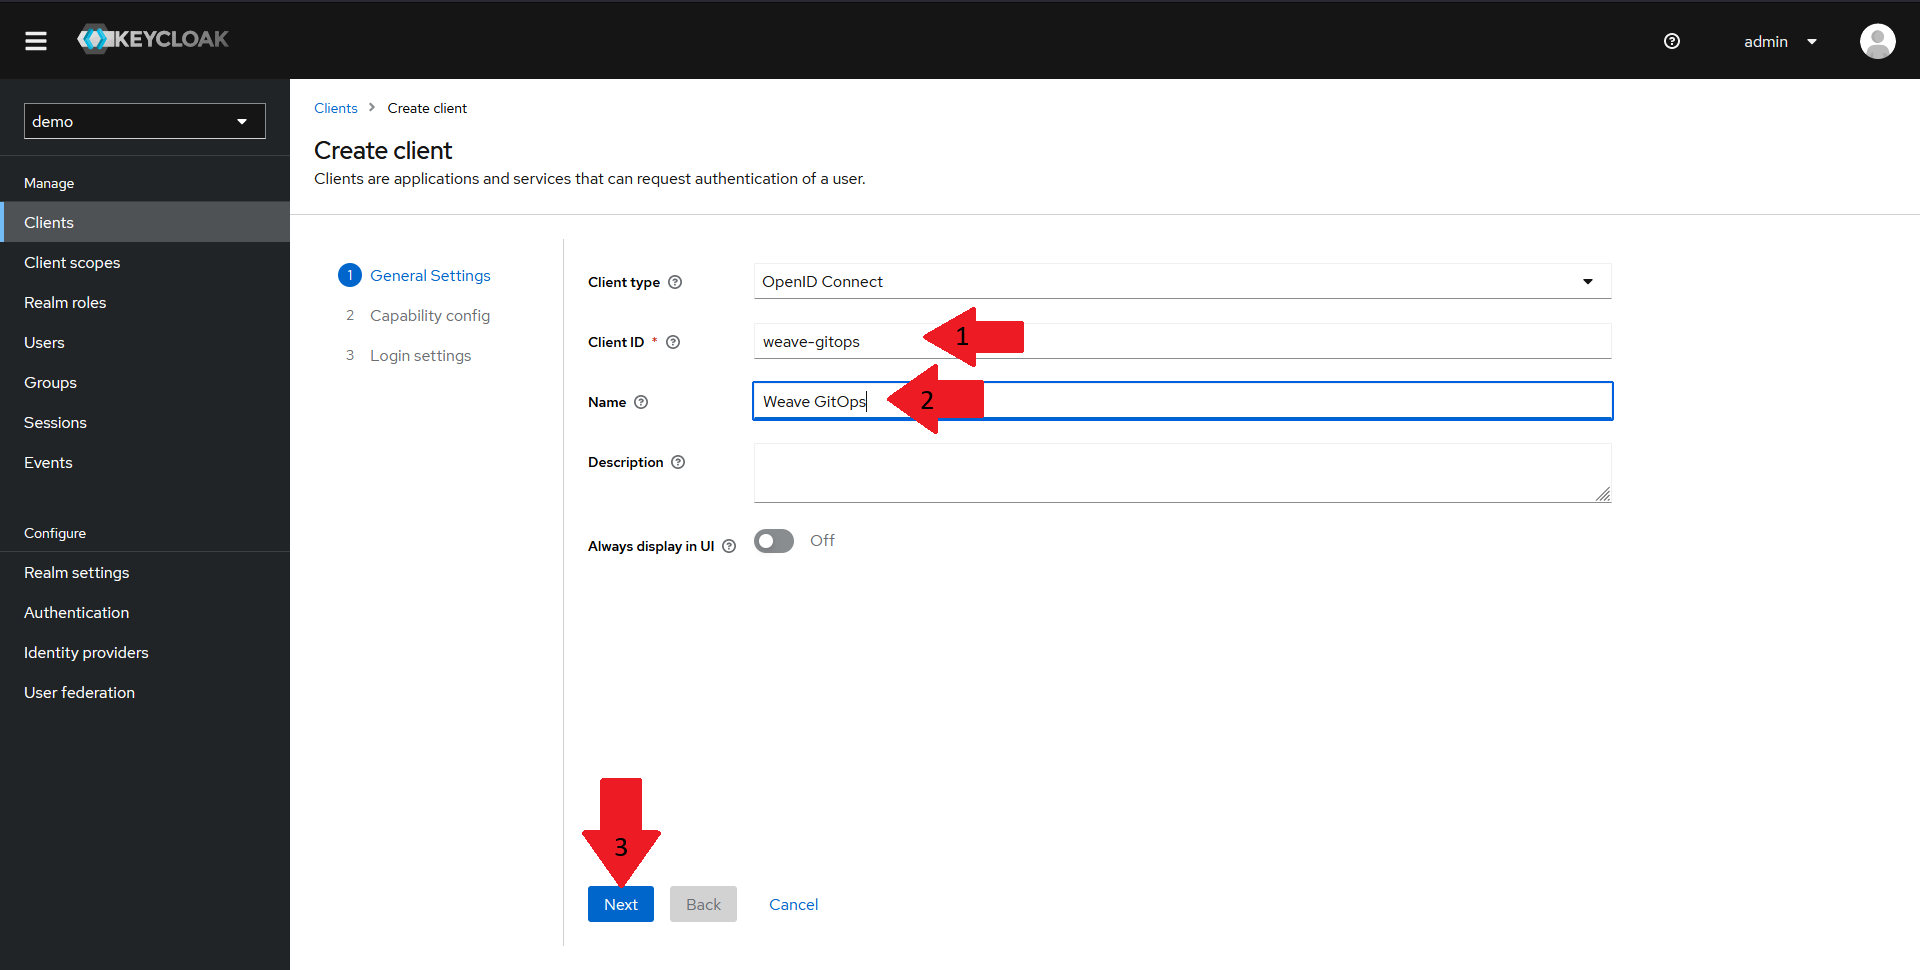 KEYCLOAK
admin
demo
Manage
Clients
Client scopes
Realm roles
Users
Groups
Sessions
Events
Configure
Realm settings
Authentication
Identity providers
User federation
Clients > Create client
Create client
Clients are applications and services that can request authentication of a user.
1 General Settings
2 Capability config
3 Login settings
Client type OpenID Connect
Client ID * weave-gitops 1
Name Weave GitOps 2
Description
Always display in UI Off
3
Next Back Cancel